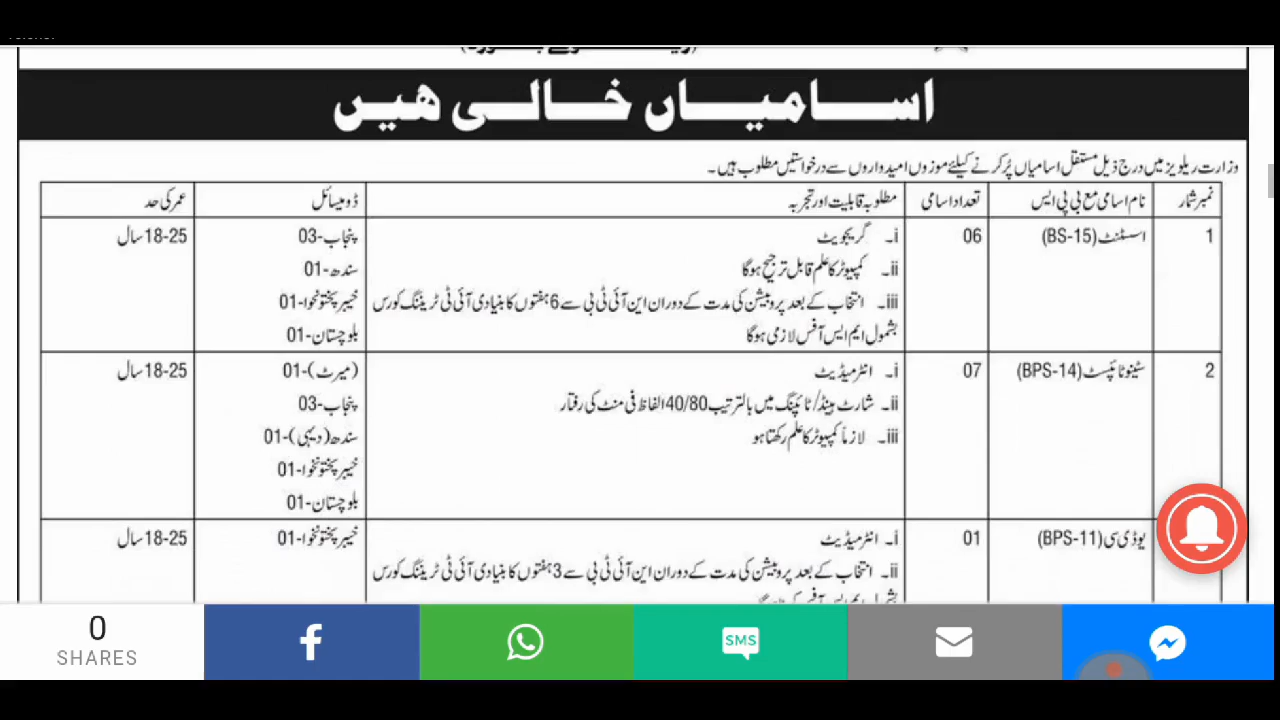 اسامیاں خالی ھیں
وزارت ریلویز میں درج ذیل مستقل اسامیاں پُر کرنے کیلئے موزوں امیدواروں سے درخواستیں مطلوب ہیں۔
نمبر شمار نام اسامی مع بی پی ایس تعداد اسامی مطلوبہ قابلیت اور تجربہ ڈومیسائل عمر کی حد
1 اسسٹنٹ (BS-15) 06 i۔ گریجویٹ پنجاب-03 18-25 سال
ii۔ کمپیوٹر کا علم قابل ترجیح ہوگا سندھ-01
iii۔ انتخاب کے بعد پروبیشن کی مدت کے دوران این آئی ٹی بی سے 6 ہفتوں کا بنیادی آئی ٹی ٹریننگ کورس خیبر پختونخوا-01
بشمول ایم ایس آفس لازمی ہوگا بلوچستان-01
2 سٹینو ٹائپسٹ (BPS-14) 07 i۔ انٹرمیڈیٹ (میرٹ)-01 18-25 سال
ii۔ شارٹ ہینڈ/ٹائپنگ میں بالترتیب 40/80 الفاظ فی منٹ کی رفتار پنجاب-03
iii۔ لازماً کمپیوٹر کا علم رکھتا ہو سندھ (دیہی)-01
خیبر پختونخوا-01
بلوچستان-01
یو ڈی سی (BPS-11) 01 i۔ انٹرمیڈیٹ خیبر پختونخوا-01 18-25 سال
ii۔ انتخاب کے بعد پروبیشن کی مدت کے دوران این آئی ٹی بی سے 3 ہفتوں کا بنیادی آئی ٹی ٹریننگ کورس
0
SHARES
SMS